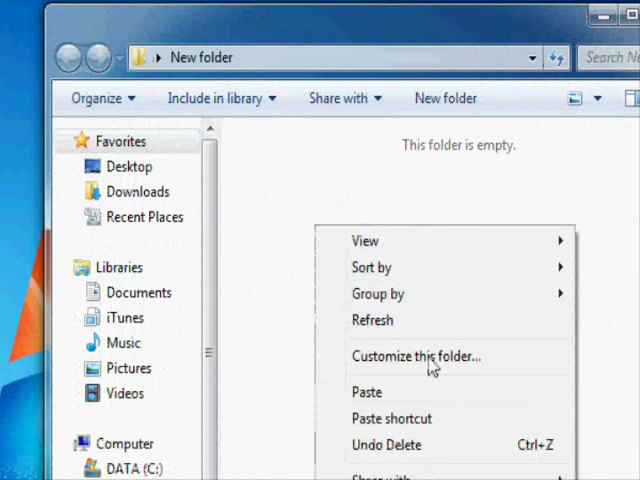 New folder
Search Ne
Organize
Include in library
Share with
New folder
Favorites
Desktop
Downloads
Recent Places
Libraries
Documents
iTunes
Music
Pictures
Videos
Computer
DATA (C:)
This folder is empty.
View
Sort by
Group by
Refresh
Customize this folder...
Paste
Paste shortcut
Undo Delete Ctrl+Z
Share with